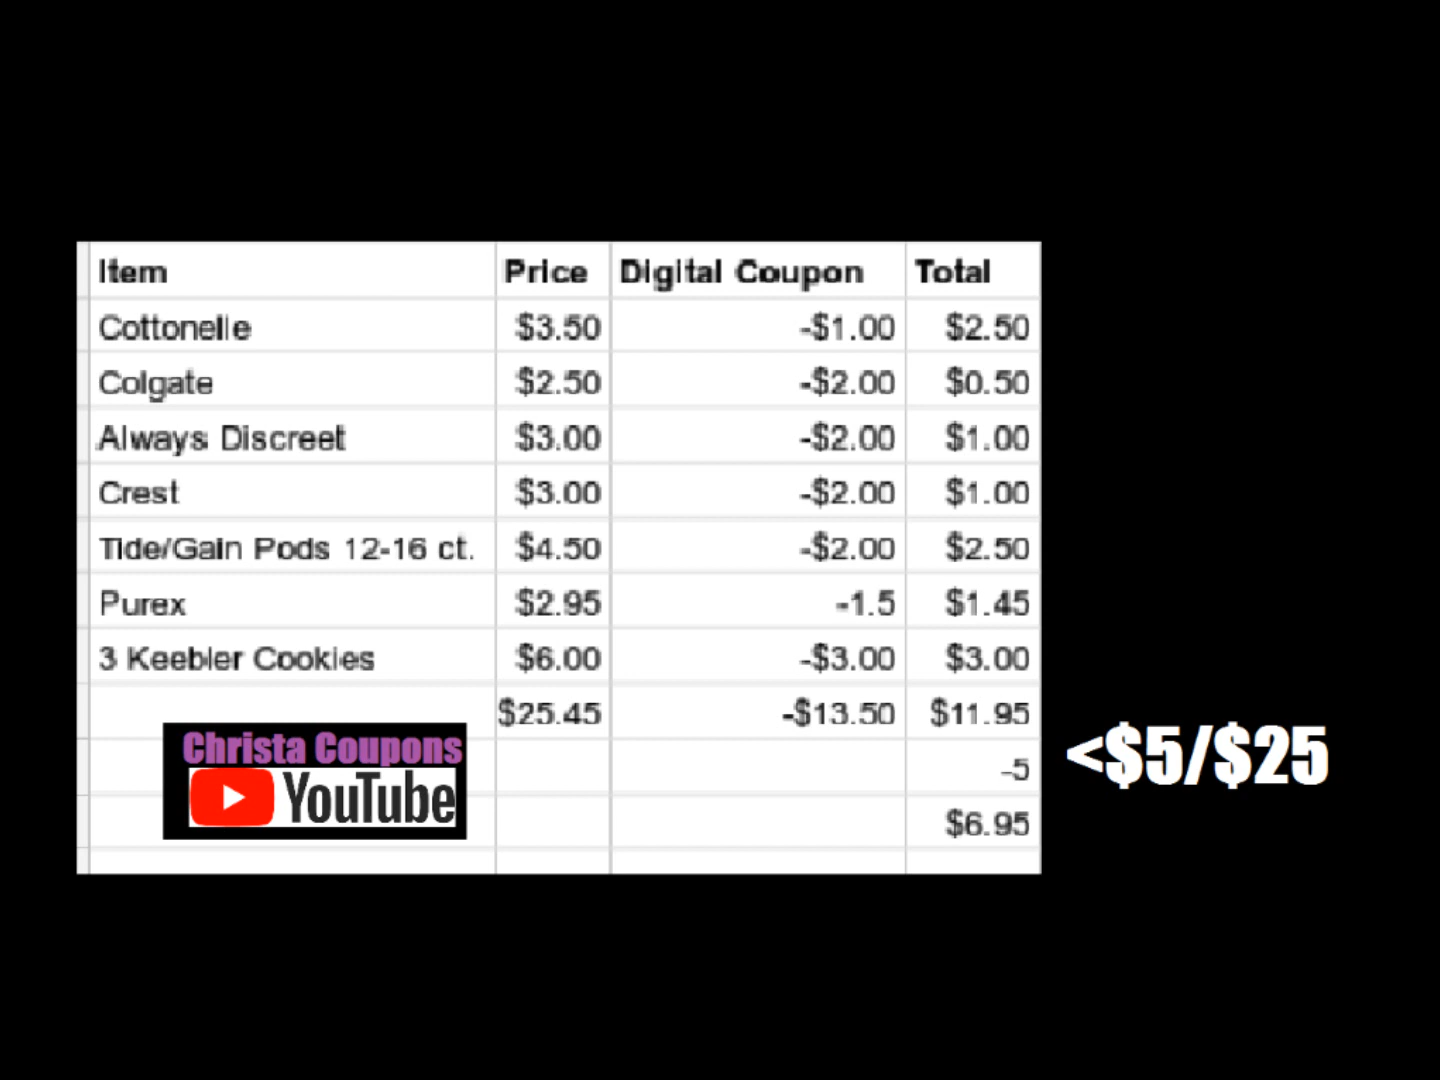 Item Price Digital Coupon Total
Cottonelle $3.50 -$1.00 $2.50
Colgate $2.50 -$2.00 $0.50
Always Discreet $3.00 -$2.00 $1.00
Crest $3.00 -$2.00 $1.00
Tide/Gain Pods 12-16 ct. $4.50 -$2.00 $2.50
Purex $2.95 -1.5 $1.45
3 Keebler Cookies $6.00 -$3.00 $3.00
$25.45 -$13.50 $11.95
-5 <$5/$25
$6.95
Christa Coupons
YouTube